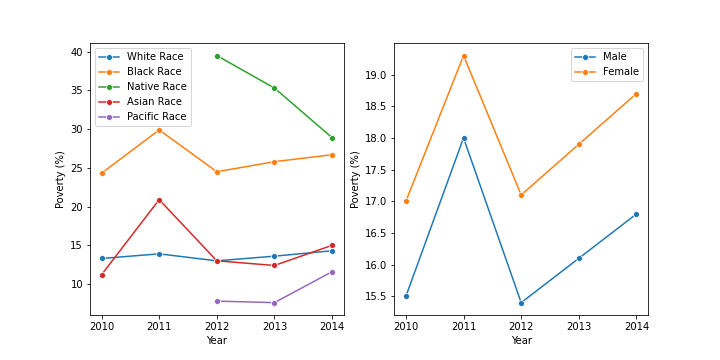 40
35
30
25
20
15
10
Poverty (%)
White Race
Black Race
Native Race
Asian Race
Pacific Race
2010 2011 2012 2013 2014
Year
19.0
18.5
18.0
17.5
17.0
16.5
16.0
15.5
Poverty (%)
Male
Female
2010 2011 2012 2013 2014
Year